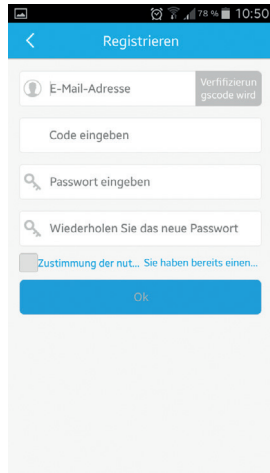 78 % 10:50
Registrieren
E-Mail-Adresse
Verfifizierun
gscode wird
Code eingeben
Passwort eingeben
Wiederholen Sie das neue Passwort
Zustimmung der nut... Sie haben bereits einen...
Ok